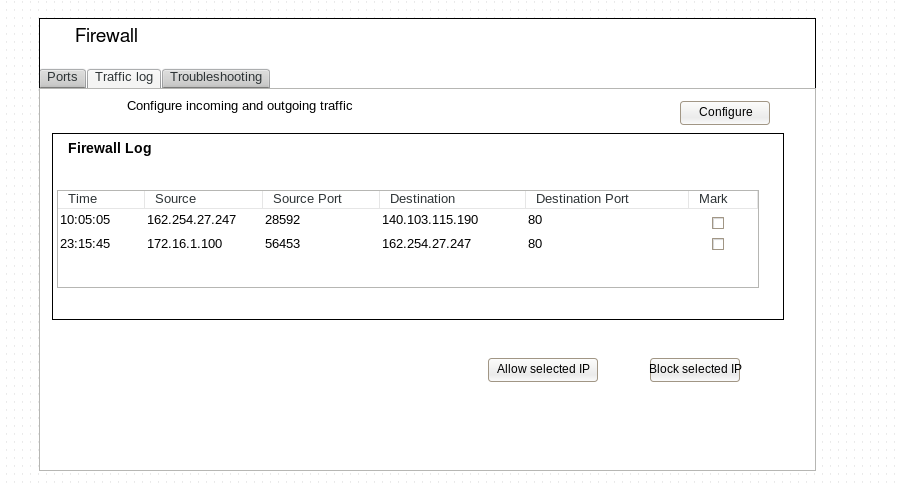 Firewall
Ports Traffic log Troubleshooting
Configure incoming and outgoing traffic Configure
Firewall Log
Time Source Source Port Destination Destination Port Mark
10:05:05 162.254.27.247 28592 140.103.115.190 80
23:15:45 172.16.1.100 56453 162.254.27.247 80
Allow selected IP Block selected IP